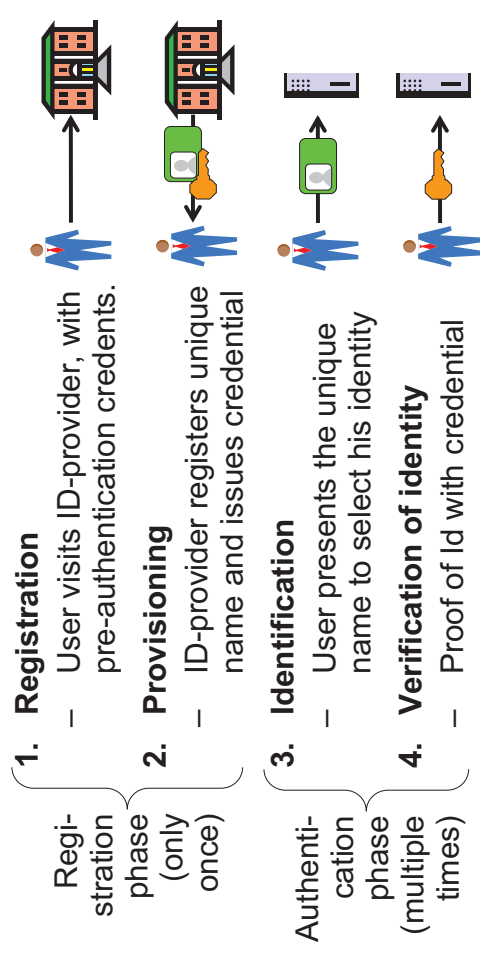 Regi-
stration
phase
(only
once)
1. Registration
– User visits ID-provider, with
pre-authentication credents.
2. Provisioning
– ID-provider registers unique
name and issues credential
Authenti-
cation
phase
(multiple
times)
3. Identification
– User presents the unique
name to select his identity
4. Verification of identity
– Proof of Id with credential